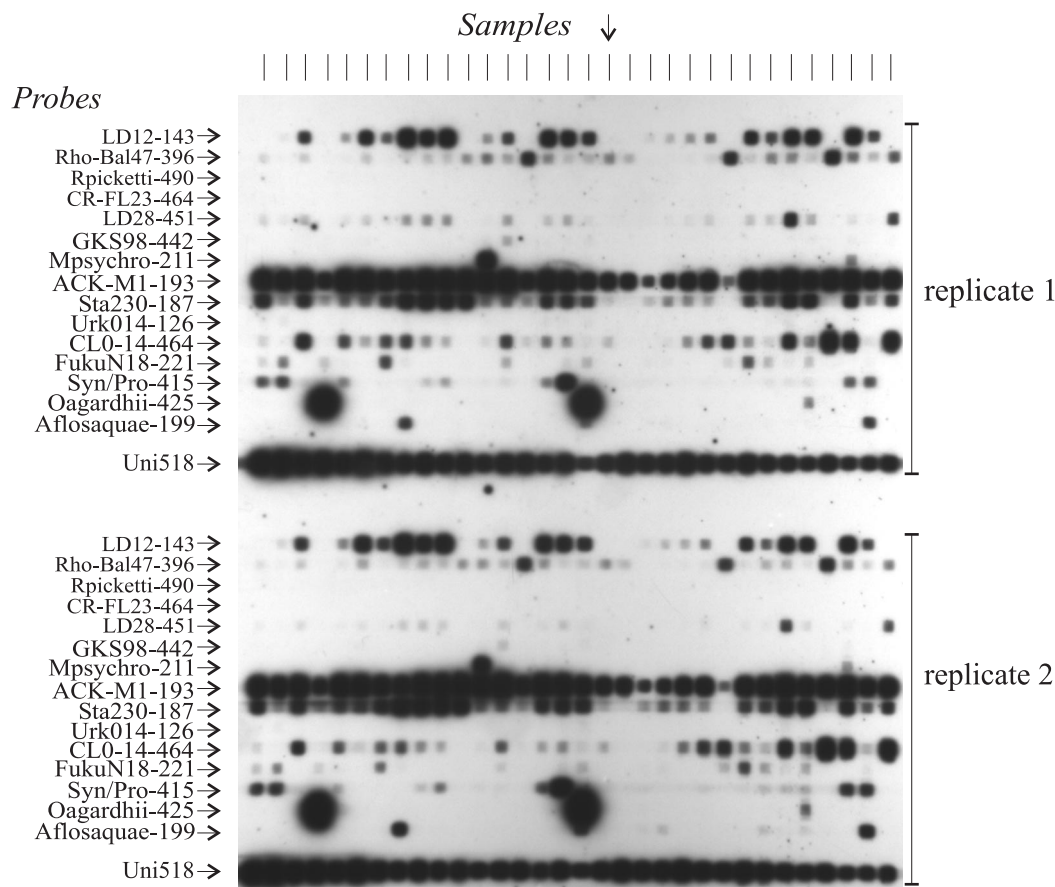 Samples
Probes
LD12-143
Rho-Bal47-396
Rpicketti-490
CR-FL23-464
LD28-451
GKS98-442
Mpsychro-211
ACK-M1-193
Sta230-187
Urk014-126
CL0-14-464
FukuN18-221
Syn/Pro-415
Oagardhii-425
Aflosaquae-199
Uni518
replicate 1
LD12-143
Rho-Bal47-396
Rpicketti-490
CR-FL23-464
LD28-451
GKS98-442
Mpsychro-211
ACK-M1-193
Sta230-187
Urk014-126
CL0-14-464
FukuN18-221
Syn/Pro-415
Oagardhii-425
Aflosaquae-199
Uni518
replicate 2